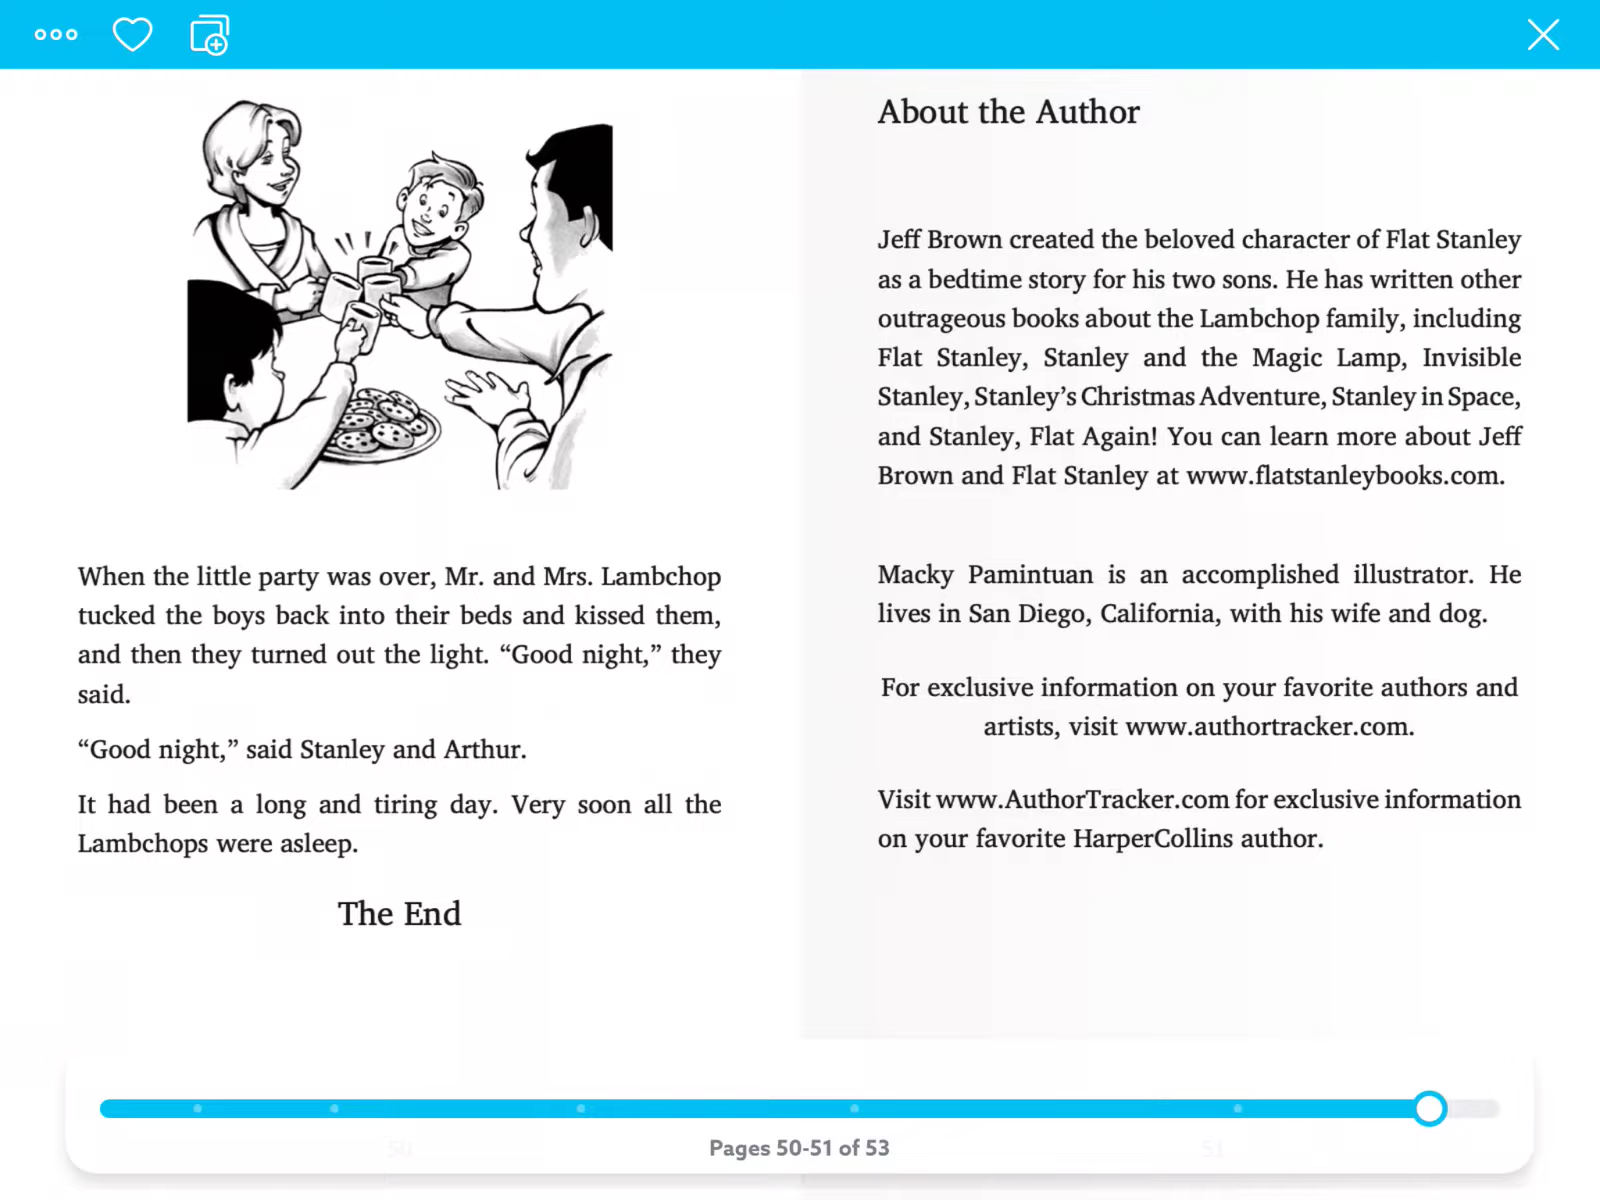 When the little party was over, Mr. and Mrs. Lambchop
tucked the boys back into their beds and kissed them,
and then they turned out the light. “Good night,” they
said.
“Good night,” said Stanley and Arthur.
It had been a long and tiring day. Very soon all the
Lambchops were asleep.
The End
About the Author
Jeff Brown created the beloved character of Flat Stanley
as a bedtime story for his two sons. He has written other
outrageous books about the Lambchop family, including
Flat Stanley, Stanley and the Magic Lamp, Invisible
Stanley, Stanley’s Christmas Adventure, Stanley in Space,
and Stanley, Flat Again! You can learn more about Jeff
Brown and Flat Stanley at www.flatstanleybooks.com.
Macky Pamintuan is an accomplished illustrator. He
lives in San Diego, California, with his wife and dog.
For exclusive information on your favorite authors and
artists, visit www.authortracker.com.
Visit www.AuthorTracker.com for exclusive information
on your favorite HarperCollins author.
50
Pages 50-51 of 53
51